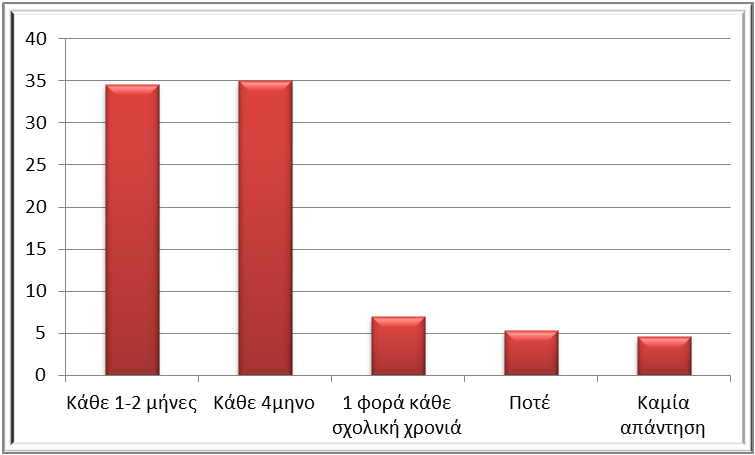 40
35
30
25
20
15
10
5
0
Κάθε 1-2 μήνες
Κάθε 4μηνο
1 φορά κάθε
σχολική χρονιά
Ποτέ
Καμία
απάντηση